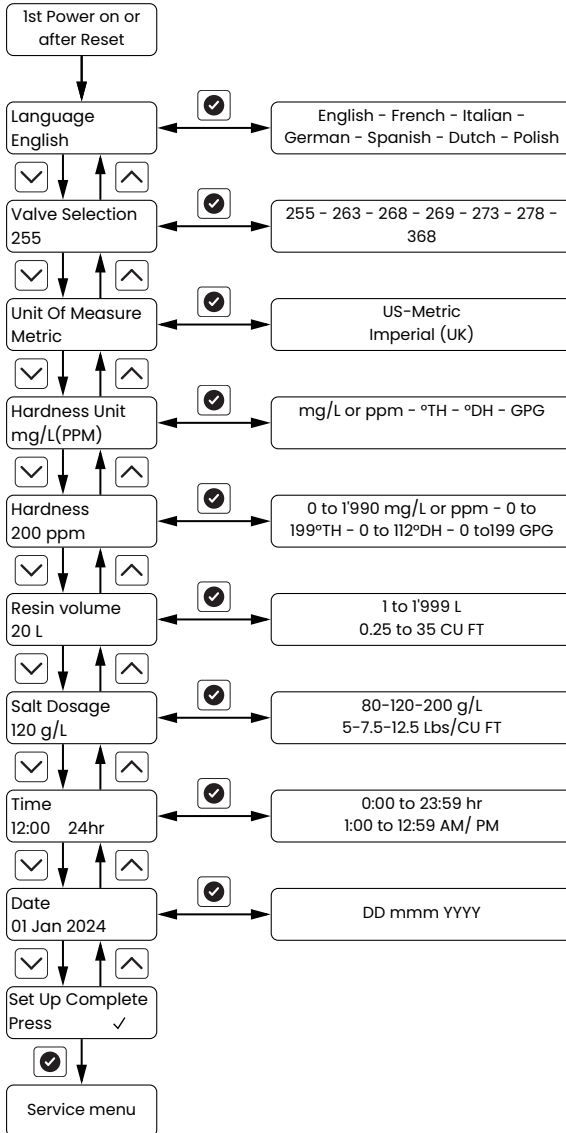 1st Power on or
after Reset
Language
English
English - French - Italian -
German - Spanish - Dutch - Polish
Valve Selection
255
255 - 263 - 268 - 269 - 273 - 278 -
368
Unit Of Measure
Metric
US-Metric
Imperial (UK)
Hardness Unit
mg/L(PPM)
mg/L or ppm - ºTH - ºDH - GPG
Hardness
200 ppm
0 to 1'990 mg/L or ppm - 0 to
199ºTH - 0 to 112ºDH - 0 to199 GPG
Resin volume
20 L
1 to 1'999 L
0.25 to 35 CU FT
Salt Dosage
120 g/L
80-120-200 g/L
5-7.5-12.5 Lbs/CU FT
Time
12:00 24hr
0:00 to 23:59 hr
1:00 to 12:59 AM/ PM
Date
01 Jan 2024
DD mmm YYYY
Set Up Complete
Press ✓
Service menu